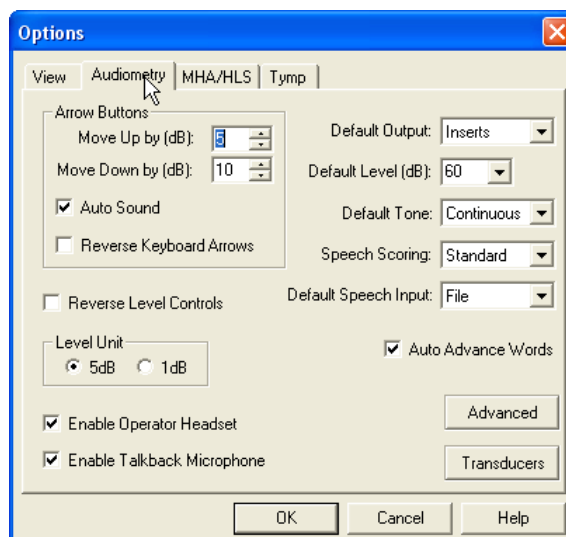 Options
View Audiometry MHA/HLS Tymp
Arrow Buttons
Move Up by (dB): 5
Move Down by (dB): 10
Auto Sound
Reverse Keyboard Arrows
Default Output: Inserts
Default Level (dB): 60
Default Tone: Continuous
Speech Scoring: Standard
Default Speech Input: File
Reverse Level Controls
Level Unit
5dB 1dB
Auto Advance Words
Enable Operator Headset
Enable Talkback Microphone
Advanced
Transducers
OK Cancel Help